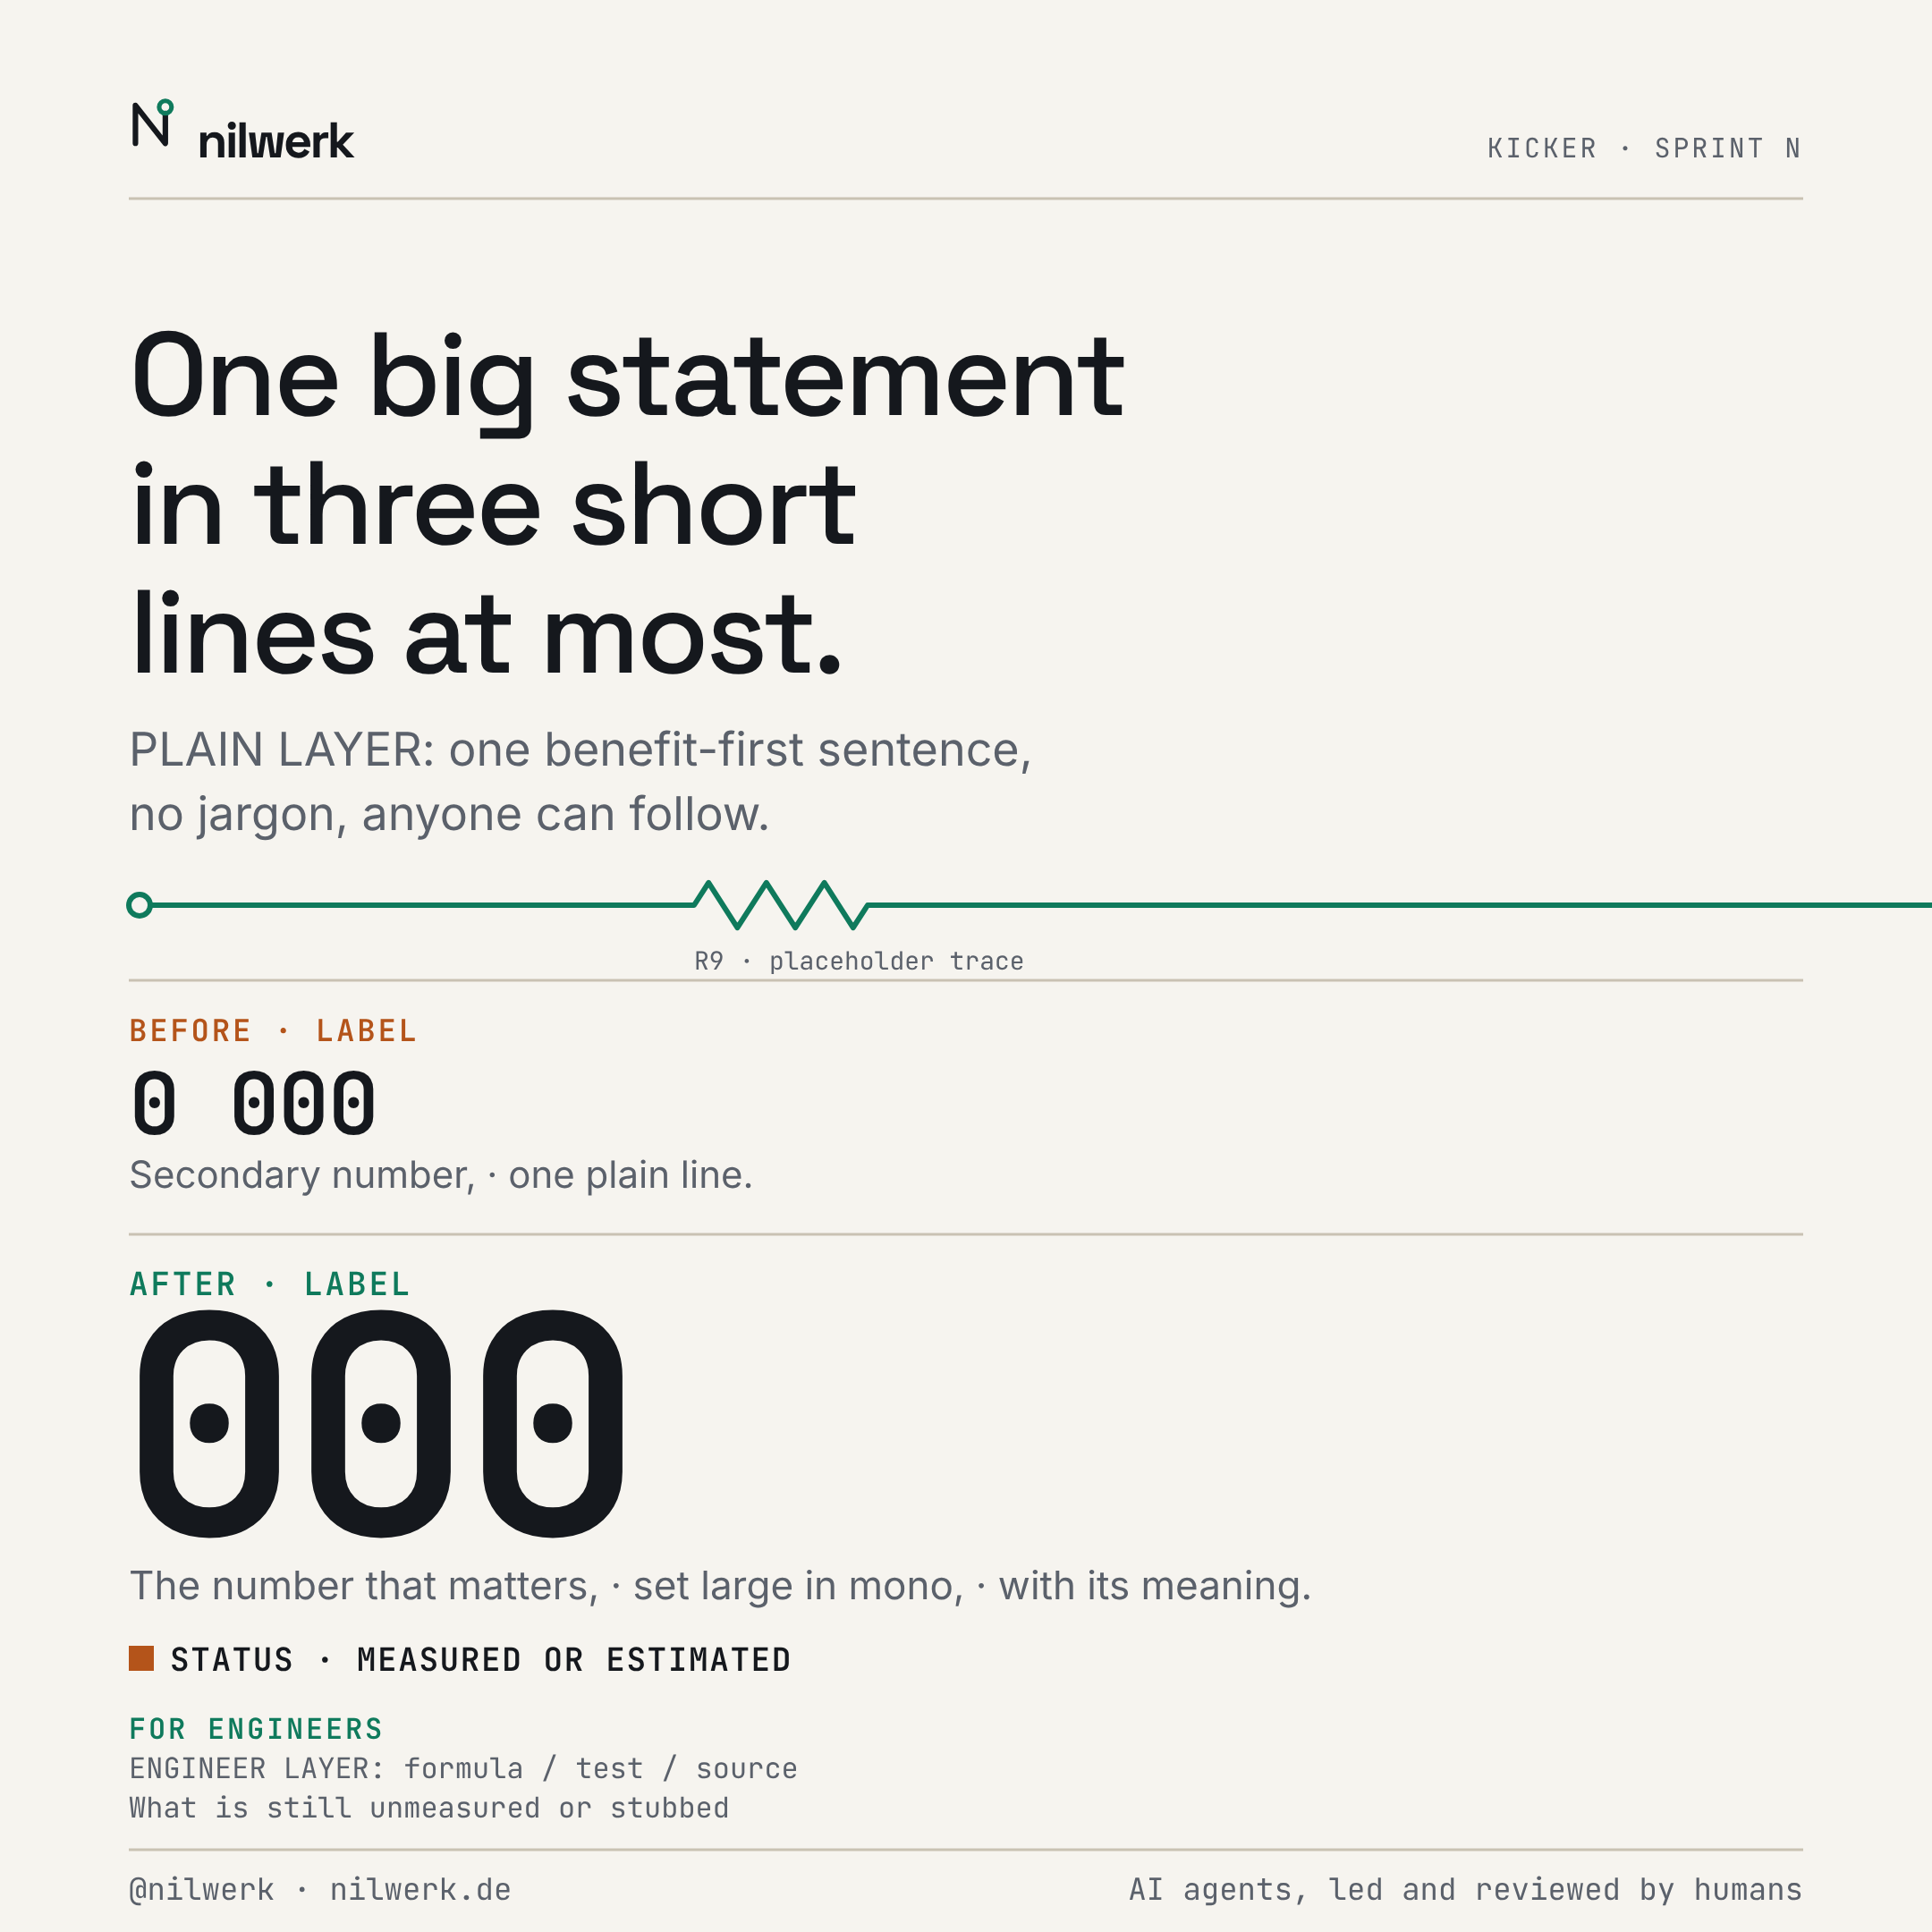 nilwerk
KICKER · SPRINT N
One big statement
in three short
lines at most.
PLAIN LAYER: one benefit-first sentence,
no jargon, anyone can follow.
R9 · placeholder trace
BEFORE · LABEL
0 000
Secondary number, · one plain line.
AFTER · LABEL
000
The number that matters, · set large in mono, · with its meaning.
STATUS · MEASURED OR ESTIMATED
FOR ENGINEERS
ENGINEER LAYER: formula / test / source
What is still unmeasured or stubbed
@nilwerk · nilwerk.de
AI agents, led and reviewed by humans